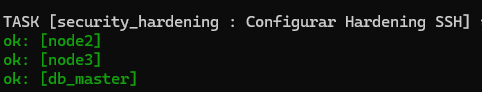 TASK [security_hardening : Configurar Hardening SSH]
ok: [node2]
ok: [node3]
ok: [db_master]